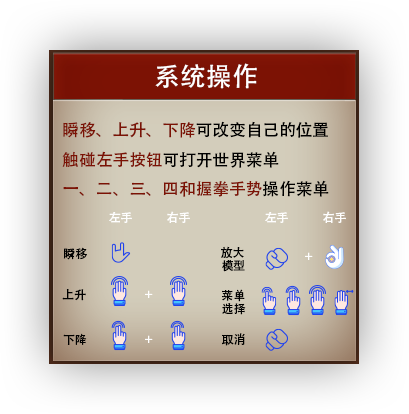 系统操作
瞬移、上升、下降可改变自己的位置
触碰左手按钮可打开世界菜单
一、二、三、四和握拳手势操作菜单
左手 右手 左手 右手
瞬移 放大
模型
+
上升 + 菜单
选择
下降 + 取消